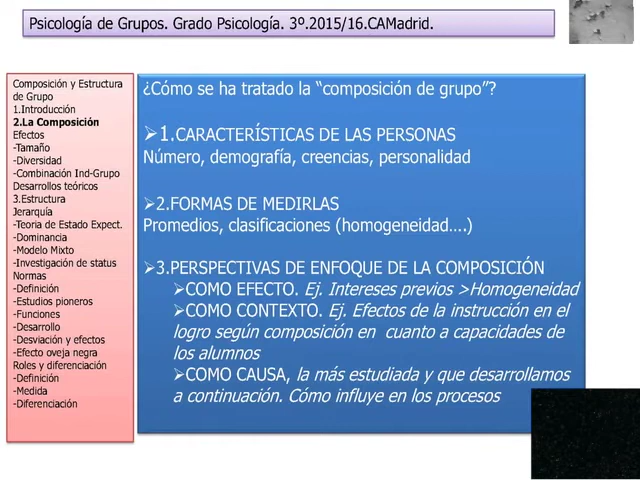 Psicología de Grupos. Grado Psicología. 3º.2015/16.CAMadrid.
Composición y Estructura
de Grupo
1.Introducción
2.La Composición
Efectos
-Tamaño
-Diversidad
-Combinación Ind-Grupo
Desarrollos teóricos
3.Estructura
Jerarquía
-Teoria de Estado Expect.
-Dominancia
-Modelo Mixto
-Investigación de status
Normas
-Definición
-Estudios pioneros
-Funciones
-Desarrollo
-Desviación y efectos
-Efecto oveja negra
Roles y diferenciación
-Definición
-Medida
-Diferenciación
¿Cómo se ha tratado la “composición de grupo”?
➢1.CARACTERÍSTICAS DE LAS PERSONAS
Número, demografía, creencias, personalidad
➢2.FORMAS DE MEDIRLAS
Promedios, clasificaciones (homogeneidad….)
➢3.PERSPECTIVAS DE ENFOQUE DE LA COMPOSICIÓN
➢COMO EFECTO. Ej. Intereses previos >Homogeneidad
➢COMO CONTEXTO. Ej. Efectos de la instrucción en el
logro según composición en cuanto a capacidades de
los alumnos
➢COMO CAUSA, la más estudiada y que desarrollamos
a continuación. Cómo influye en los procesos